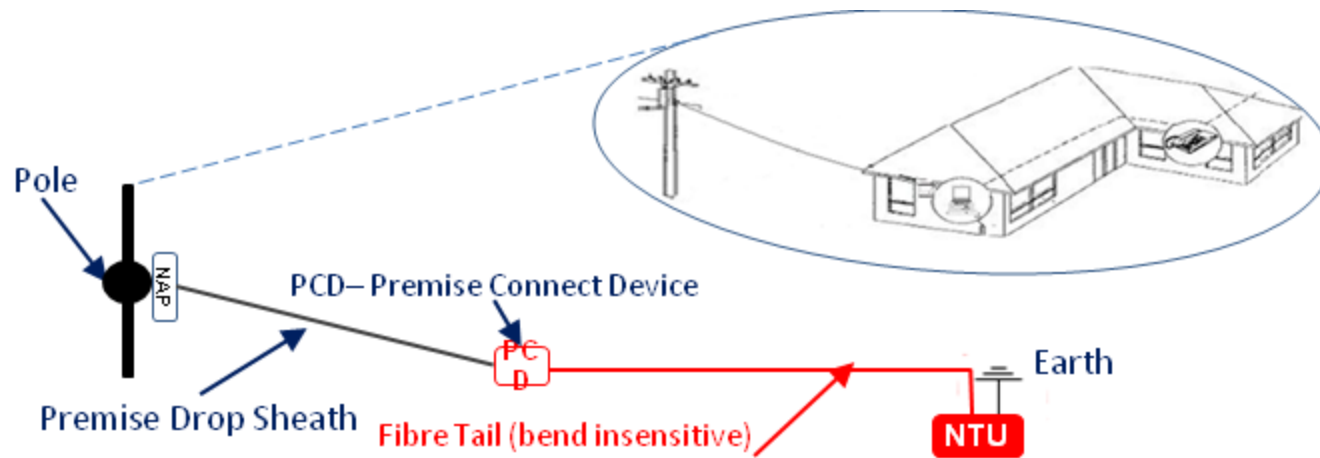 Pole
NAP
PCD– Premise Connect Device
PC
D
Earth
Premise Drop Sheath
Fibre Tail (bend insensitive)
NTU